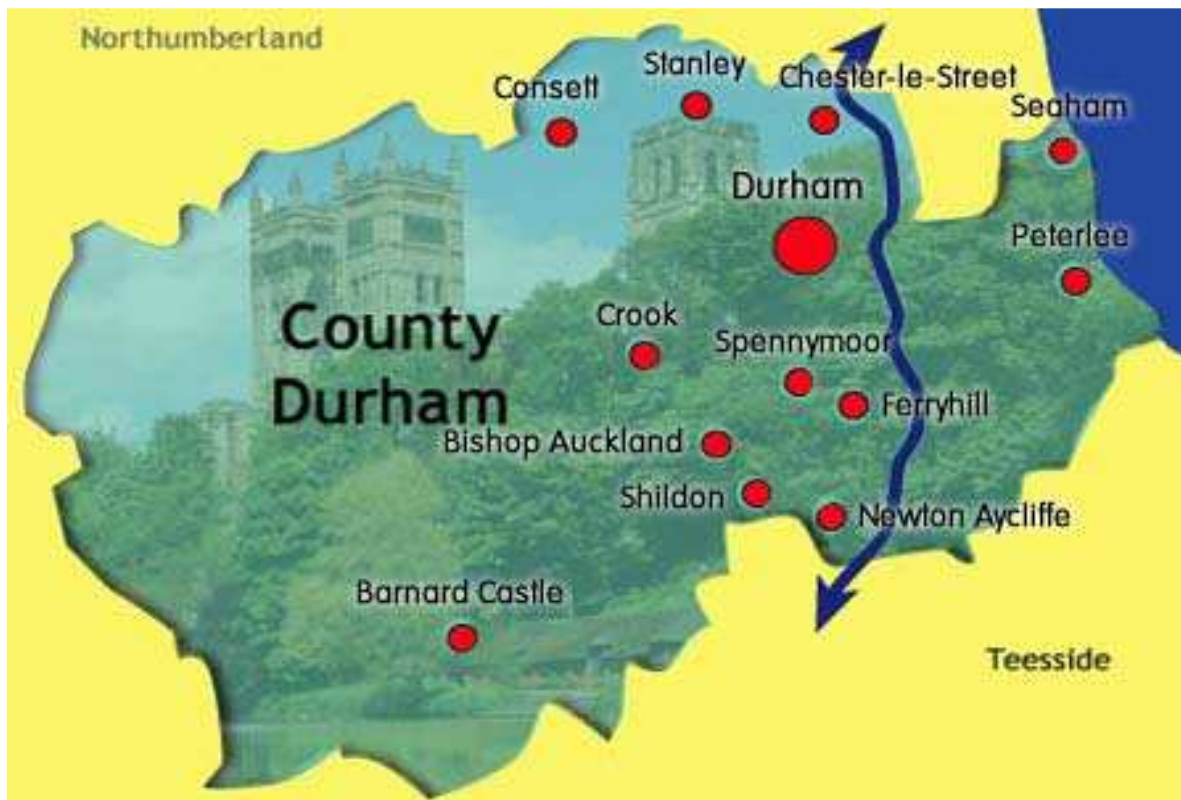 Northumberland
Stanley
Chester-le-Street
Consett
Seaham
Durham
Peterlee
County
Durham
Crook
Spennymoor
Ferryhill
Bishop Auckland
Shildon
Newton Aycliffe
Barnard Castle
Teesside